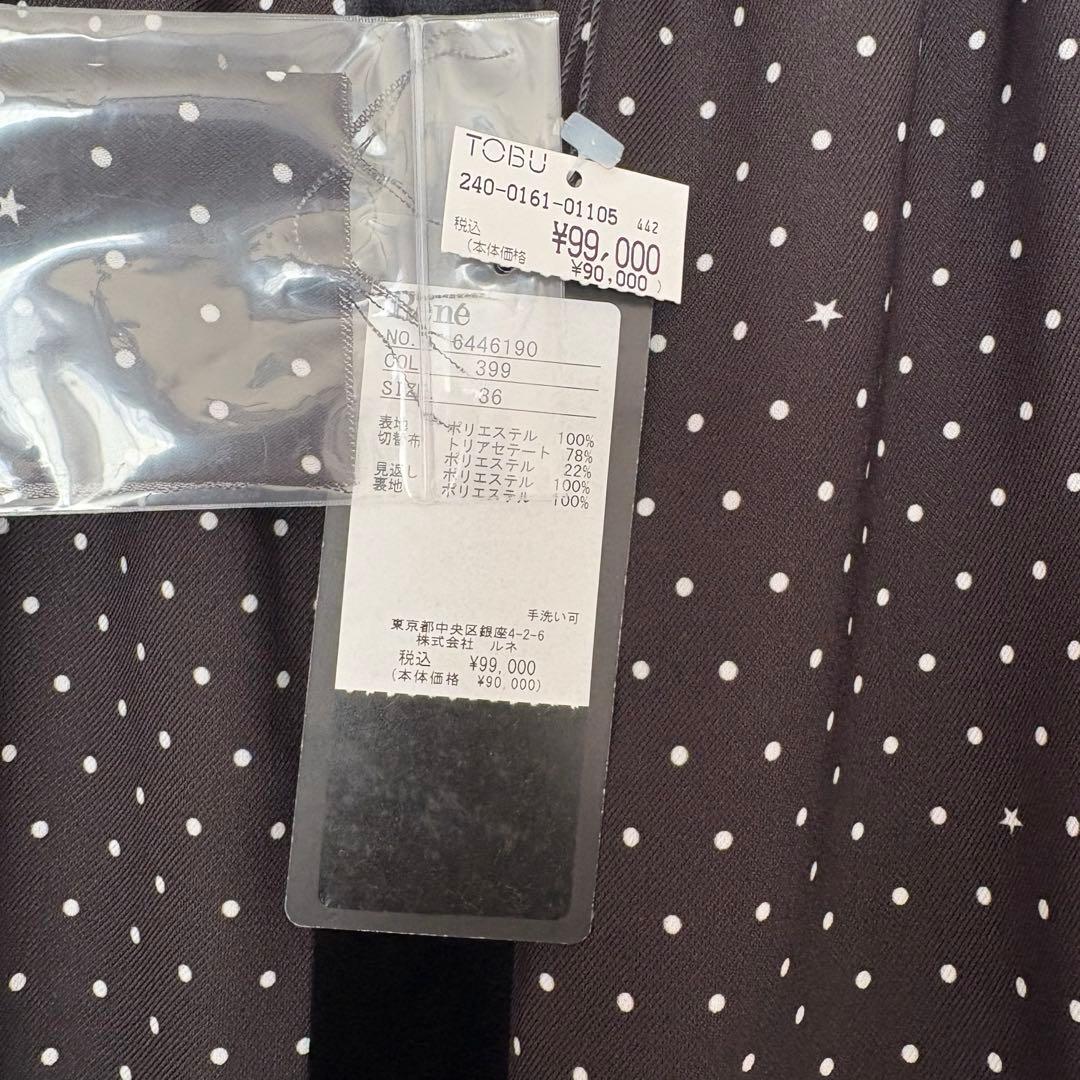 TOBU
240-0161-01105 442
税込 ¥99,000
(本体価格 ¥90,000)
René
NO. 6446190
COL 399
SIZE 36
表地 ポリエステル 100%
切替布 トリアセテート 78%
ポリエステル 22%
見返し ポリエステル 100%
裏地 ポリエステル 100%
手洗い可
東京都中央区銀座4-2-6
株式会社 ルネ
税込 ¥99,000
(本体価格 ¥90,000)